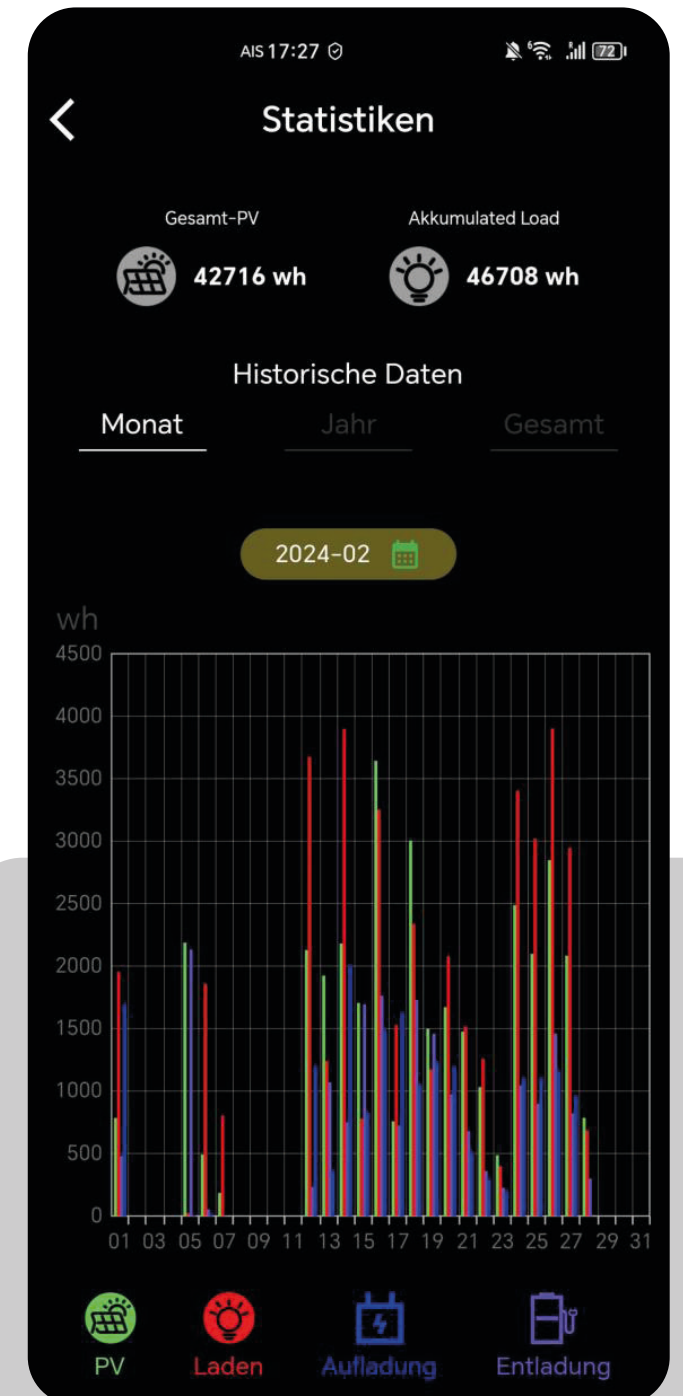 AIS 17:27 6 R 72
Statistiken
Gesamt-PV Akkumulated Load
42716 wh 46708 wh
Historische Daten
Monat Jahr Gesamt
2024-02
wh
4500
4000
3500
3000
2500
2000
1500
1000
500
0
01 03 05 07 09 11 13 15 17 19 21 23 25 27 29 31
PV Laden Aufladung Entladung